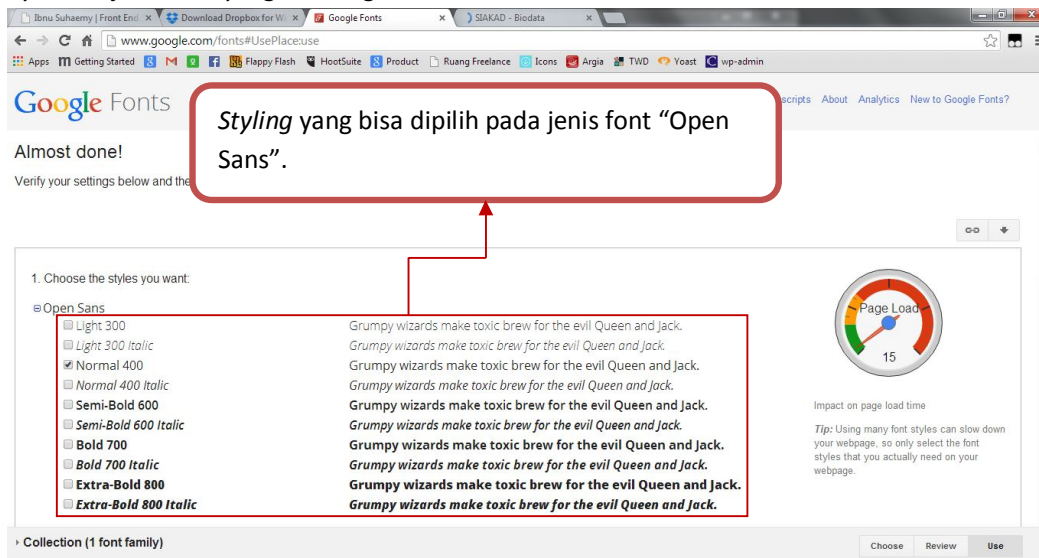 Ibnu Suhaemy | Front End
Download Dropbox for Wi
Google Fonts
SIAKAD - Biodata
www.google.com/fonts#UsePlace:use
Apps Getting Started Flappy Flash HootSuite Product Ruang Freelance Icons Argia TWD Yoast wp-admin
Google Fonts
scripts About Analytics New to Google Fonts?
Styling yang bisa dipilih pada jenis font “Open
Sans”.
Almost done!
Verify your settings below and the
1. Choose the styles you want:
Open Sans
Light 300 Grumpy wizards make toxic brew for the evil Queen and Jack.
Light 300 Italic Grumpy wizards make toxic brew for the evil Queen and Jack.
Normal 400 Grumpy wizards make toxic brew for the evil Queen and Jack.
Normal 400 Italic Grumpy wizards make toxic brew for the evil Queen and Jack.
Semi-Bold 600 Grumpy wizards make toxic brew for the evil Queen and Jack.
Semi-Bold 600 Italic Grumpy wizards make toxic brew for the evil Queen and Jack.
Bold 700 Grumpy wizards make toxic brew for the evil Queen and Jack.
Bold 700 Italic Grumpy wizards make toxic brew for the evil Queen and Jack.
Extra-Bold 800 Grumpy wizards make toxic brew for the evil Queen and Jack.
Extra-Bold 800 Italic Grumpy wizards make toxic brew for the evil Queen and Jack.
Page Load
15
Impact on page load time
Tip: Using many font styles can slow down
your webpage, so only select the font
styles that you actually need on your
webpage.
Collection (1 font family)
Choose Review Use